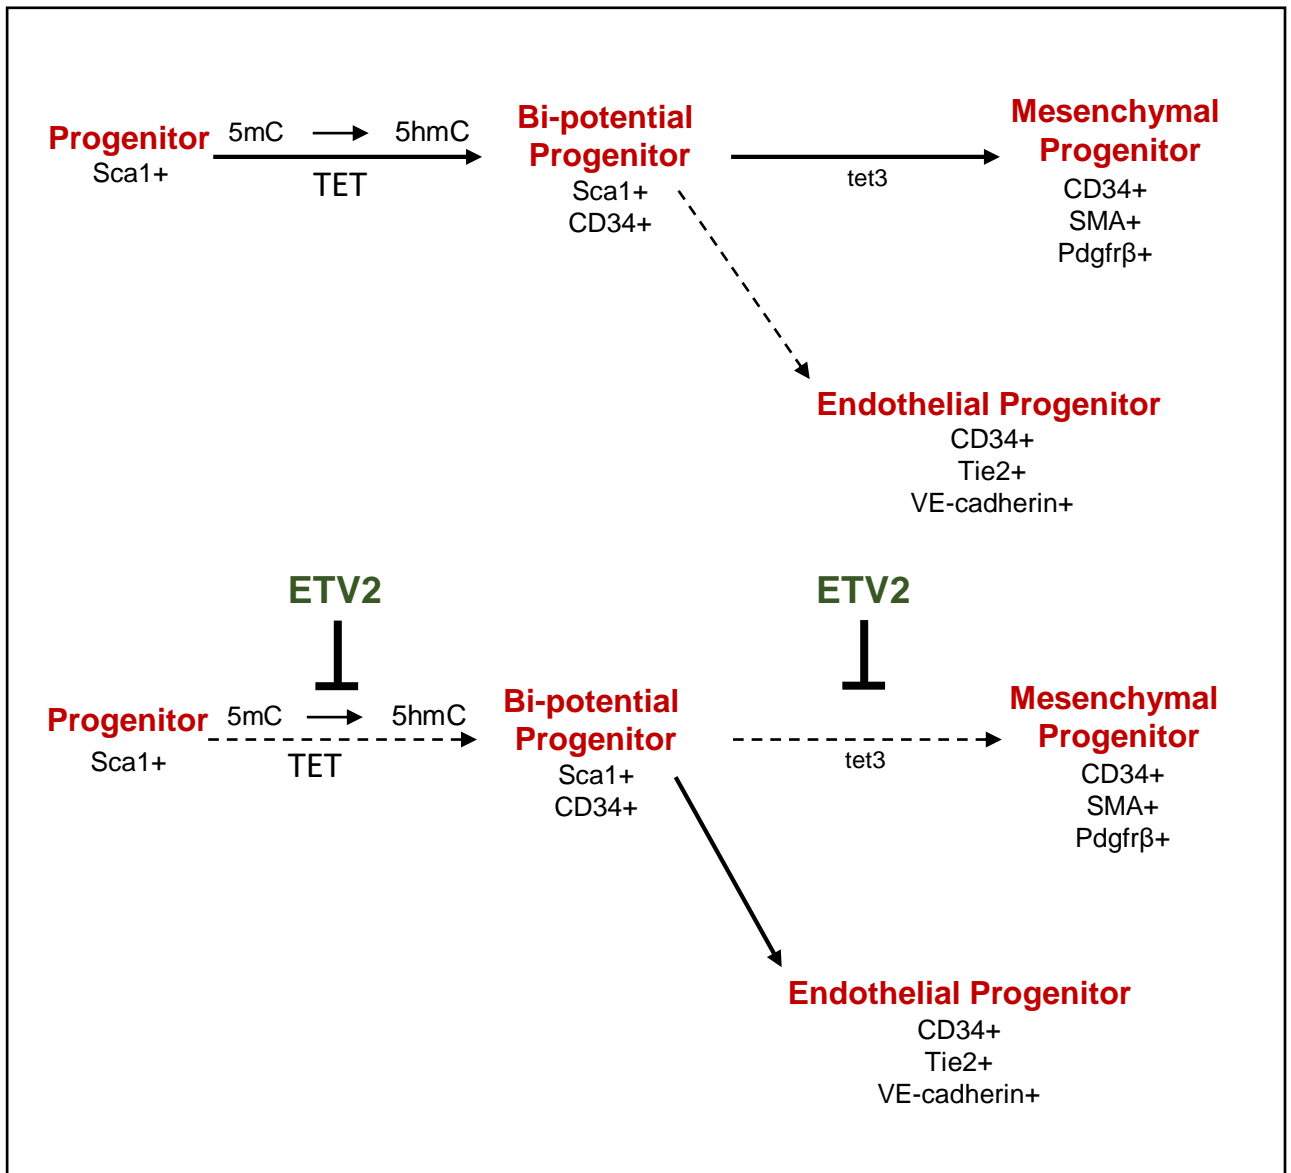 Progenitor
Sca1+
5mC
5hmC
TET
Bi-potential
Progenitor
Sca1+
CD34+
tet3
Mesenchymal
Progenitor
CD34+
SMA+
Pdgfrβ+
Endothelial Progenitor
CD34+
Tie2+
VE-cadherin+
ETV2
ETV2
Progenitor
Sca1+
5mC
5hmC
TET
Bi-potential
Progenitor
Sca1+
CD34+
tet3
Mesenchymal
Progenitor
CD34+
SMA+
Pdgfrβ+
Endothelial Progenitor
CD34+
Tie2+
VE-cadherin+